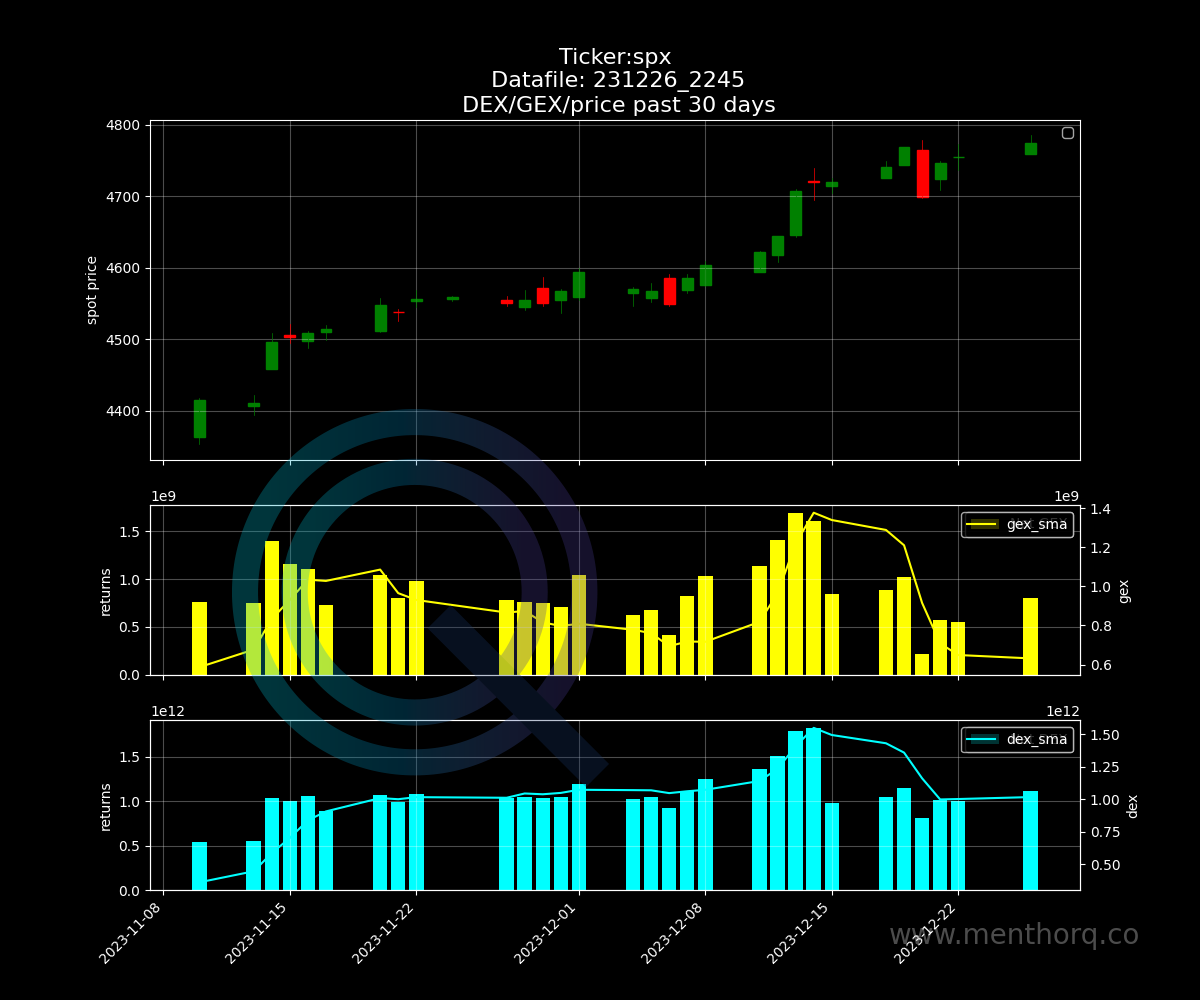 Ticker:spx
Datafile: 231226_2245
DEX/GEX/price past 30 days
4800
4700
4600
4500
4400
spot price
1e9
1e9
1.5
1.0
0.5
0.0
returns
gex_sma
1.4
1.2
1.0
0.8
0.6
gex
1e12
1e12
1.5
1.0
0.5
0.0
returns
dex_sma
1.50
1.25
1.00
0.75
0.50
dex
2023-11-08
2023-11-15
2023-11-22
2023-12-01
2023-12-08
2023-12-15
2023-12-22
www.menthorq.co